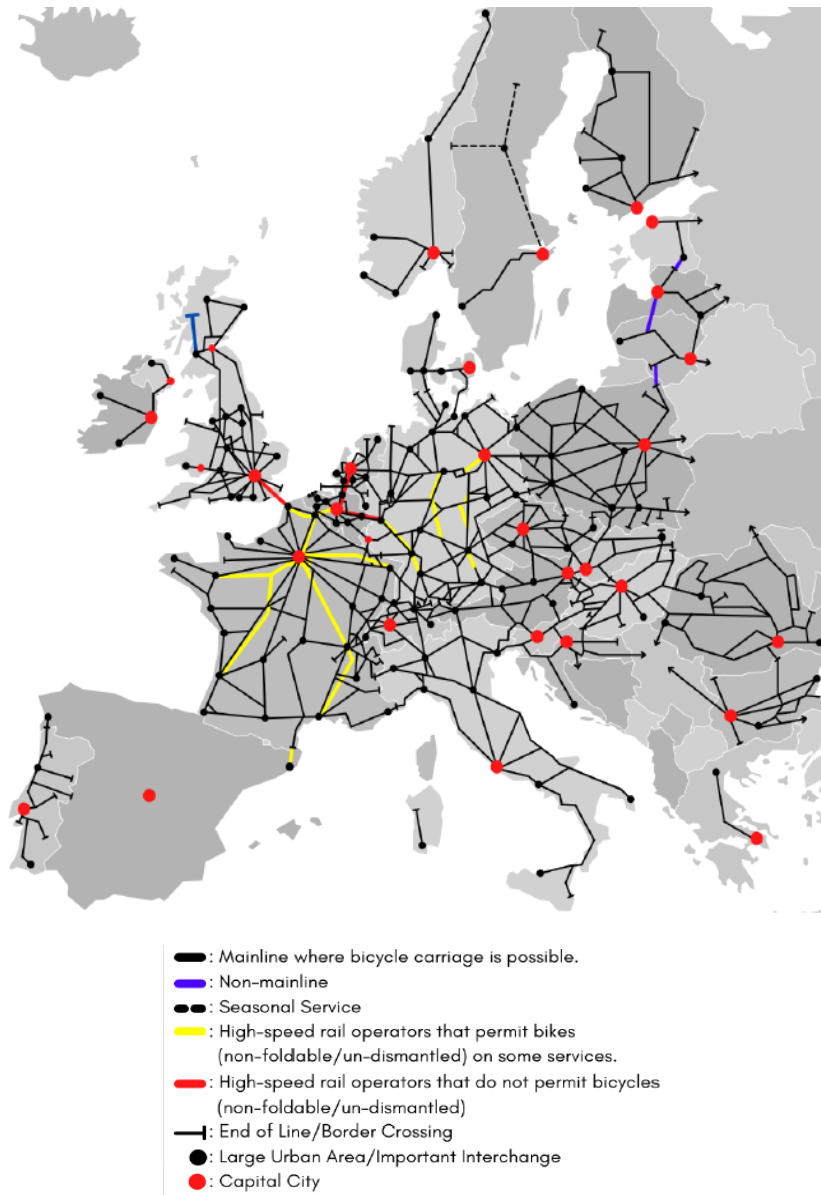 : Mainline where bicycle carriage is possible.
: Non-mainline
: Seasonal Service
: High-speed rail operators that permit bikes
(non-foldable/un-dismantled) on some services.
: High-speed rail operators that do not permit bicycles
(non-foldable/un-dismantled)
: End of Line/Border Crossing
: Large Urban Area/Important Interchange
: Capital City